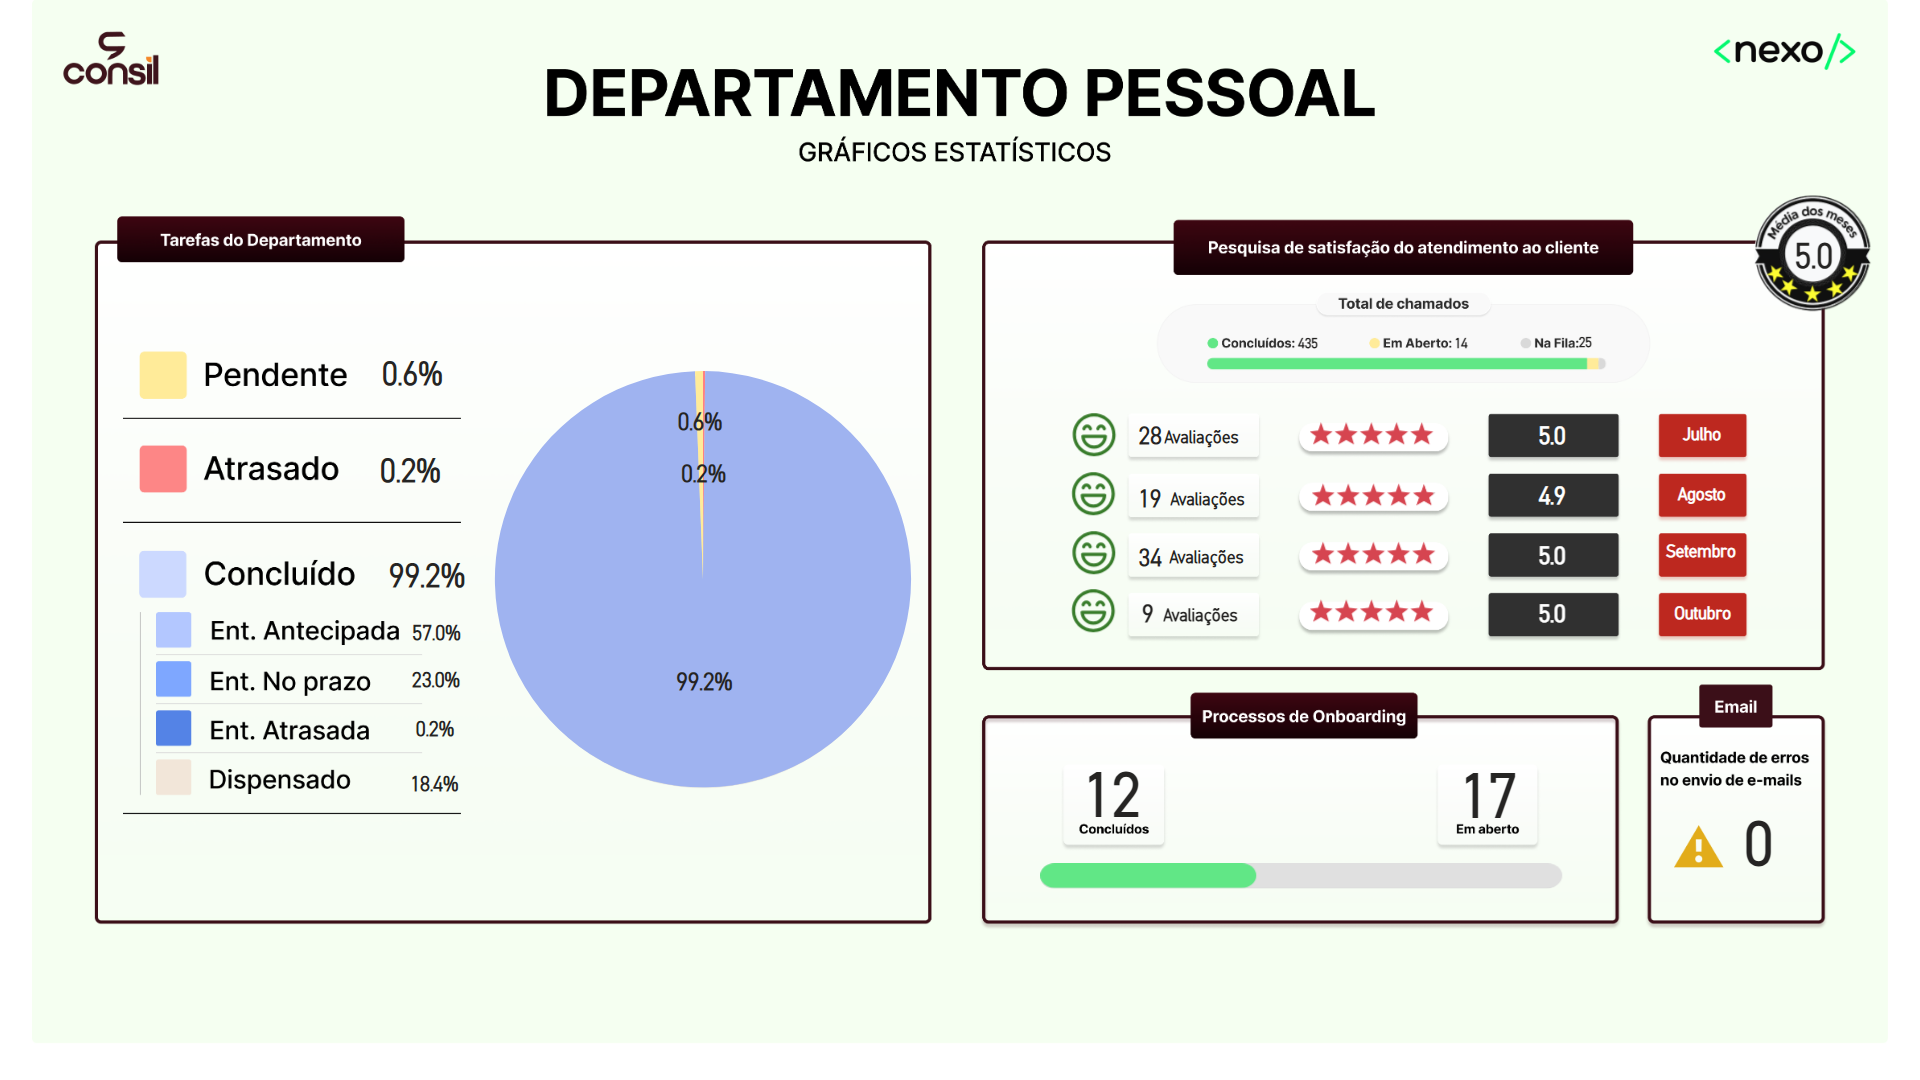 consil
<nexo/>
DEPARTAMENTO PESSOAL
GRÁFICOS ESTATÍSTICOS
Tarefas do Departamento
Pendente 0.6%
Atrasado 0.2%
Concluído 99.2%
Ent. Antecipada 57.0%
Ent. No prazo 23.0%
Ent. Atrasada 0.2%
Dispensado 18.4%
0.6%
0.2%
99.2%
Pesquisa de satisfação do atendimento ao cliente
Média dos meses
5.0
Total de chamados
Concluídos: 435 Em Aberto: 14 Na Fila:25
28 Avaliações 5.0 Julho
19 Avaliações 4.9 Agosto
34 Avaliações 5.0 Setembro
9 Avaliações 5.0 Outubro
Processos de Onboarding
12 17
Concluídos Em aberto
Email
Quantidade de erros
no envio de e-mails
0